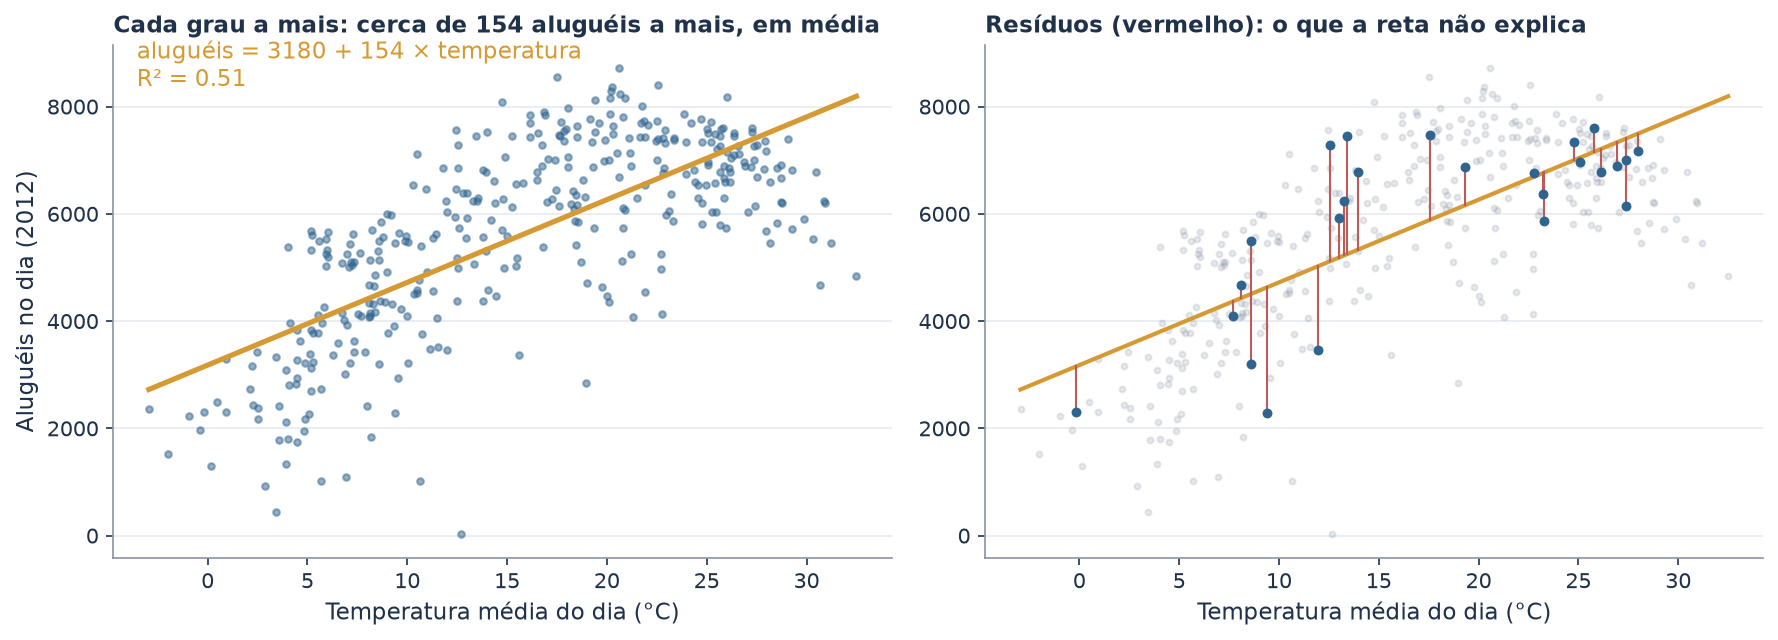 Cada grau a mais: cerca de 154 aluguéis a mais, em média
aluguéis = 3180 + 154 × temperatura
R² = 0.51
Aluguéis no dia (2012)
8000
6000
4000
2000
0
0 5 10 15 20 25 30
Temperatura média do dia (°C)
Resíduos (vermelho): o que a reta não explica
8000
6000
4000
2000
0
0 5 10 15 20 25 30
Temperatura média do dia (°C)